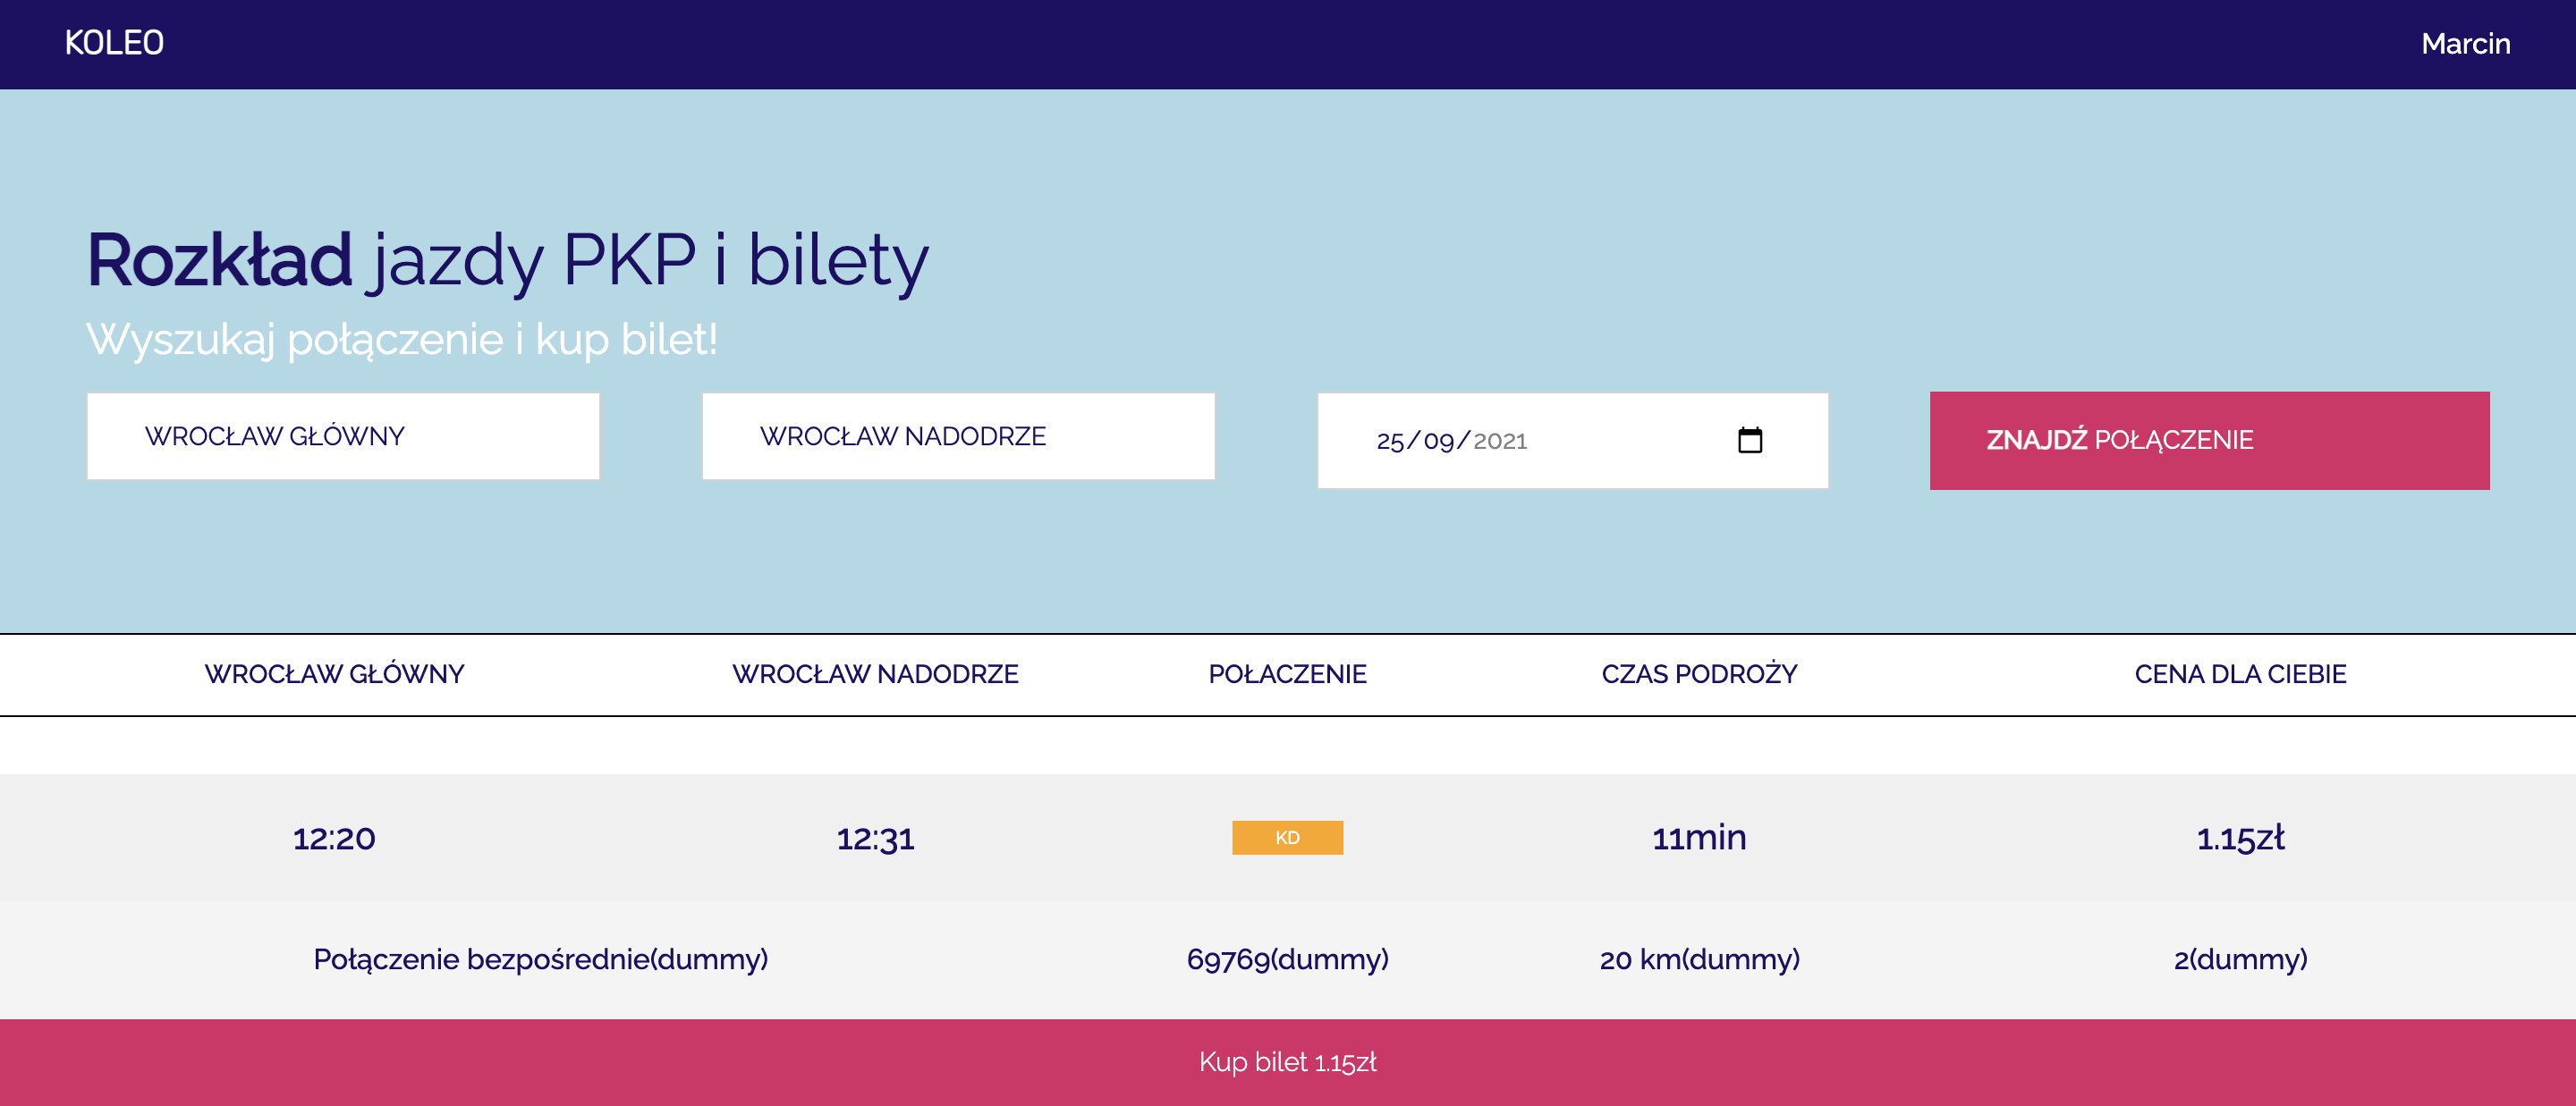 KOLEO Marcin
Rozkład jazdy PKP i bilety
Wyszukaj połączenie i kup bilet!
WROCŁAW GŁÓWNY WROCŁAW NADODRZE 25/09/2021 ZNAJDŹ POŁĄCZENIE
WROCŁAW GŁÓWNY WROCŁAW NADODRZE POŁACZENIE CZAS PODROŻY CENA DLA CIEBIE
12:20 12:31 KD 11min 1.15zł
Połączenie bezpośrednie(dummy) 69769(dummy) 20 km(dummy) 2(dummy)
Kup bilet 1.15zł